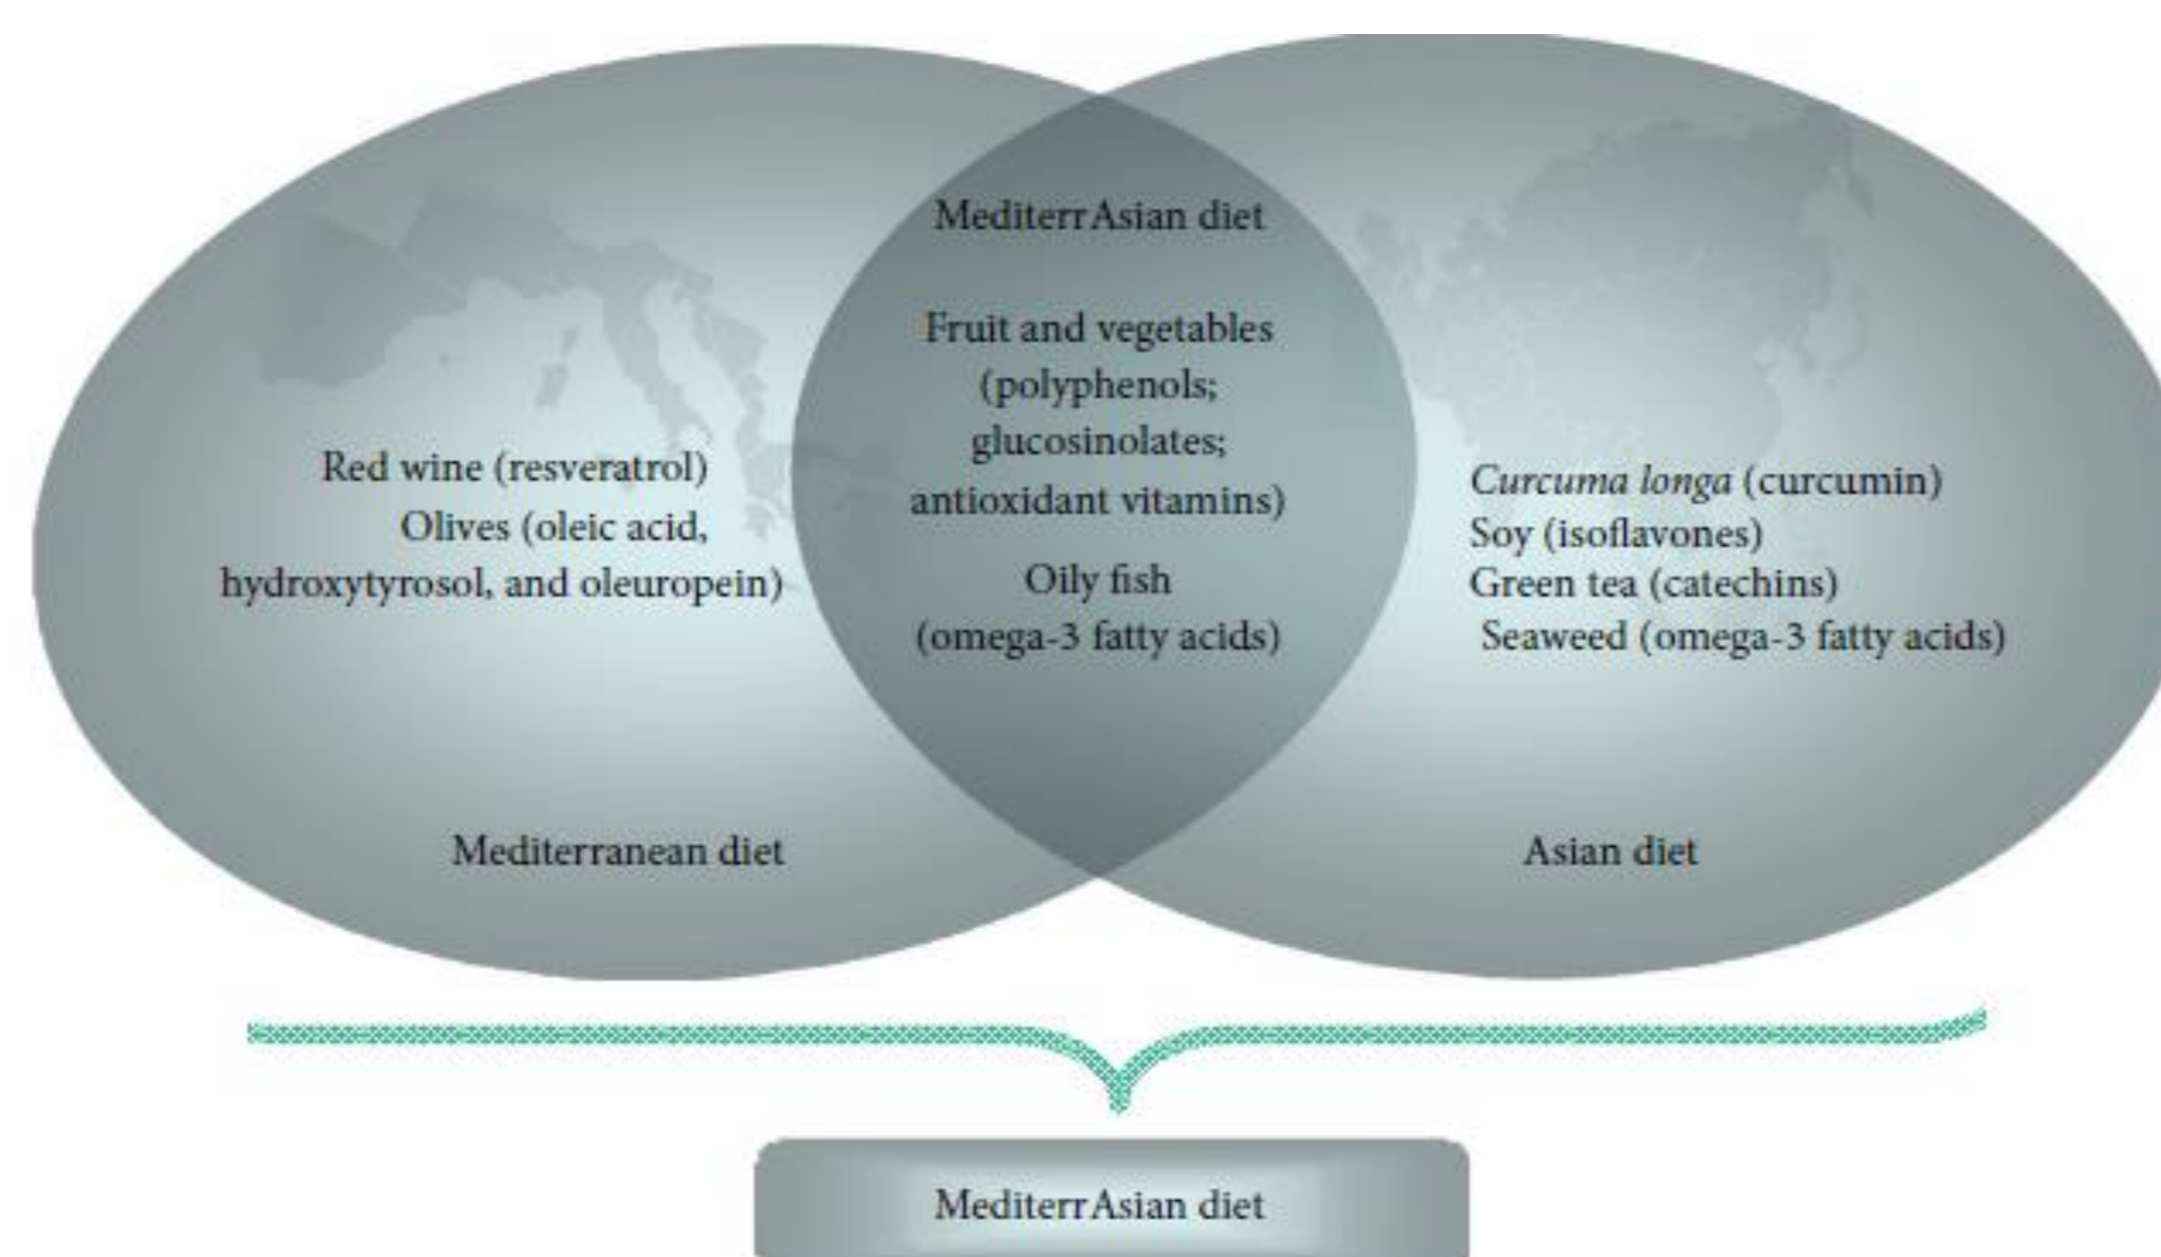 MediterrAsian diet
Fruit and vegetables
(polyphenols;
glucosinolates;
antioxidant vitamins)
Oily fish
(omega-3 fatty acids)
Red wine (resveratrol)
Olives (oleic acid,
hydroxytyrosol, and oleuropein)
Curcuma longa (curcumin)
Soy (isoflavones)
Green tea (catechins)
Seaweed (omega-3 fatty acids)
Mediterranean diet
Asian diet
MediterrAsian diet